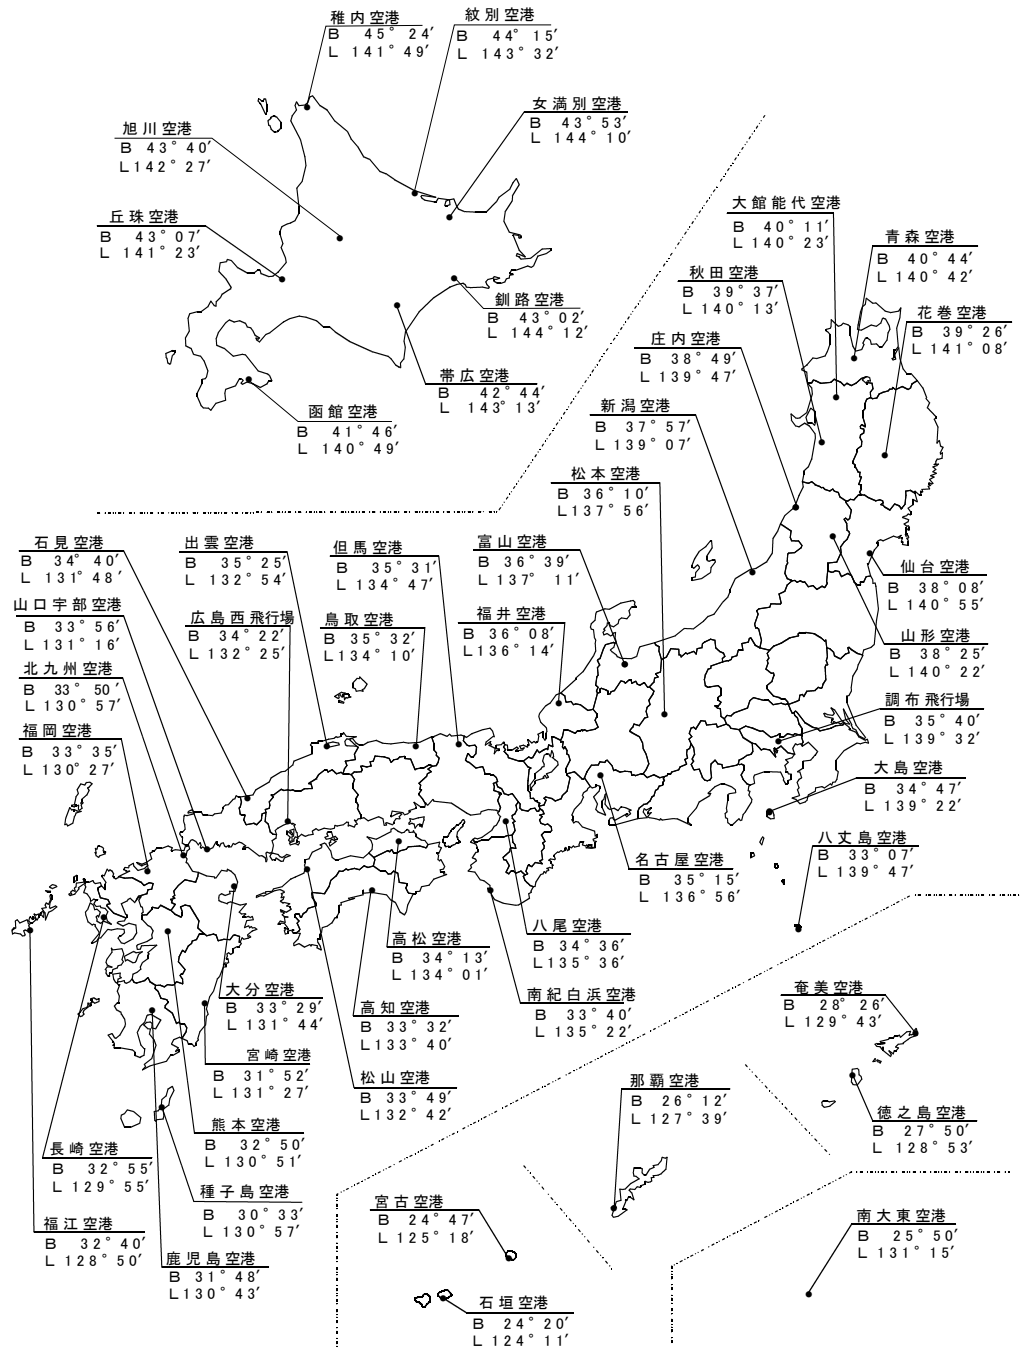 稚内空港
B 45° 24′
L 141° 49′
紋別空港
B 44° 15′
L 143° 32′
女満別空港
B 43° 53′
L 144° 10′
旭川空港
B 43° 40′
L 142° 27′
丘珠空港
B 43° 07′
L 141° 23′
釧路空港
B 43° 02′
L 144° 12′
帯広空港
B 42° 44′
L 143° 13′
函館空港
B 41° 46′
L 140° 49′
大館能代空港
B 40° 11′
L 140° 23′
青森空港
B 40° 44′
L 140° 42′
秋田空港
B 39° 37′
L 140° 13′
花巻空港
B 39° 26′
L 141° 08′
庄内空港
B 38° 49′
L 139° 47′
新潟空港
B 37° 57′
L 139° 07′
松本空港
B 36° 10′
L 137° 56′
石見空港
B 34° 40′
L 131° 48′
出雲空港
B 35° 25′
L 132° 54′
但馬空港
B 35° 31′
L 134° 47′
富山空港
B 36° 39′
L 137° 11′
仙台空港
B 38° 08′
L 140° 55′
山口宇部空港
B 33° 56′
L 131° 16′
広島西飛行場
B 34° 22′
L 132° 25′
鳥取空港
B 35° 32′
L 134° 10′
福井空港
B 36° 08′
L 136° 14′
山形空港
B 38° 25′
L 140° 22′
北九州空港
B 33° 50′
L 130° 57′
調布飛行場
B 35° 40′
L 139° 32′
福岡空港
B 33° 35′
L 130° 27′
大島空港
B 34° 47′
L 139° 22′
八丈島空港
B 33° 07′
L 139° 47′
名古屋空港
B 35° 15′
L 136° 56′
八尾空港
B 34° 36′
L 135° 36′
高松空港
B 34° 13′
L 134° 01′
南紀白浜空港
B 33° 40′
L 135° 22′
大分空港
B 33° 29′
L 131° 44′
高知空港
B 33° 32′
L 133° 40′
奄美空港
B 28° 26′
L 129° 43′
宮崎空港
B 31° 52′
L 131° 27′
松山空港
B 33° 49′
L 132° 42′
那覇空港
B 26° 12′
L 127° 39′
徳之島空港
B 27° 50′
L 128° 53′
熊本空港
B 32° 50′
L 130° 51′
長崎空港
B 32° 55′
L 129° 55′
種子島空港
B 30° 33′
L 130° 57′
宮古空港
B 24° 47′
L 125° 18′
南大東空港
B 25° 50′
L 131° 15′
福江空港
B 32° 40′
L 128° 50′
鹿児島空港
B 31° 48′
L 130° 43′
石垣空港
B 24° 20′
L 124° 11′